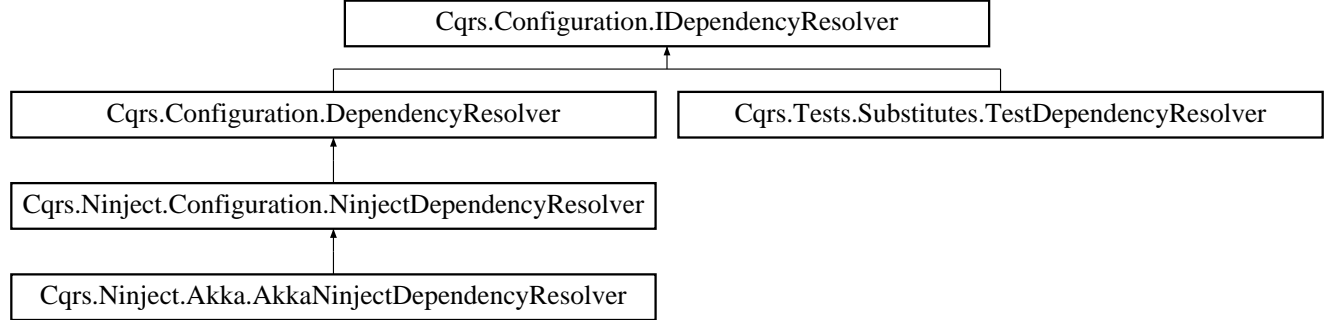 Cqrs.Configuration.IDependencyResolver
Cqrs.Configuration.DependencyResolver
Cqrs.Tests.Substitutes.TestDependencyResolver
Cqrs.Ninject.Configuration.NinjectDependencyResolver
Cqrs.Ninject.Akka.AkkaNinjectDependencyResolver